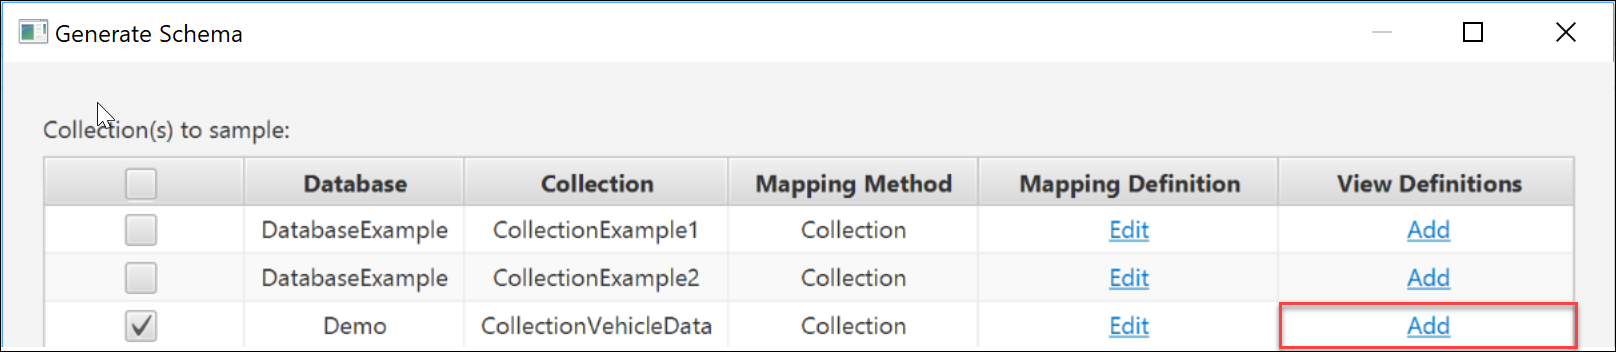 Generate Schema
Collection(s) to sample:
Database Collection Mapping Method Mapping Definition View Definitions
DatabaseExample CollectionExample1 Collection Edit Add
DatabaseExample CollectionExample2 Collection Edit Add
Demo CollectionVehicleData Collection Edit Add